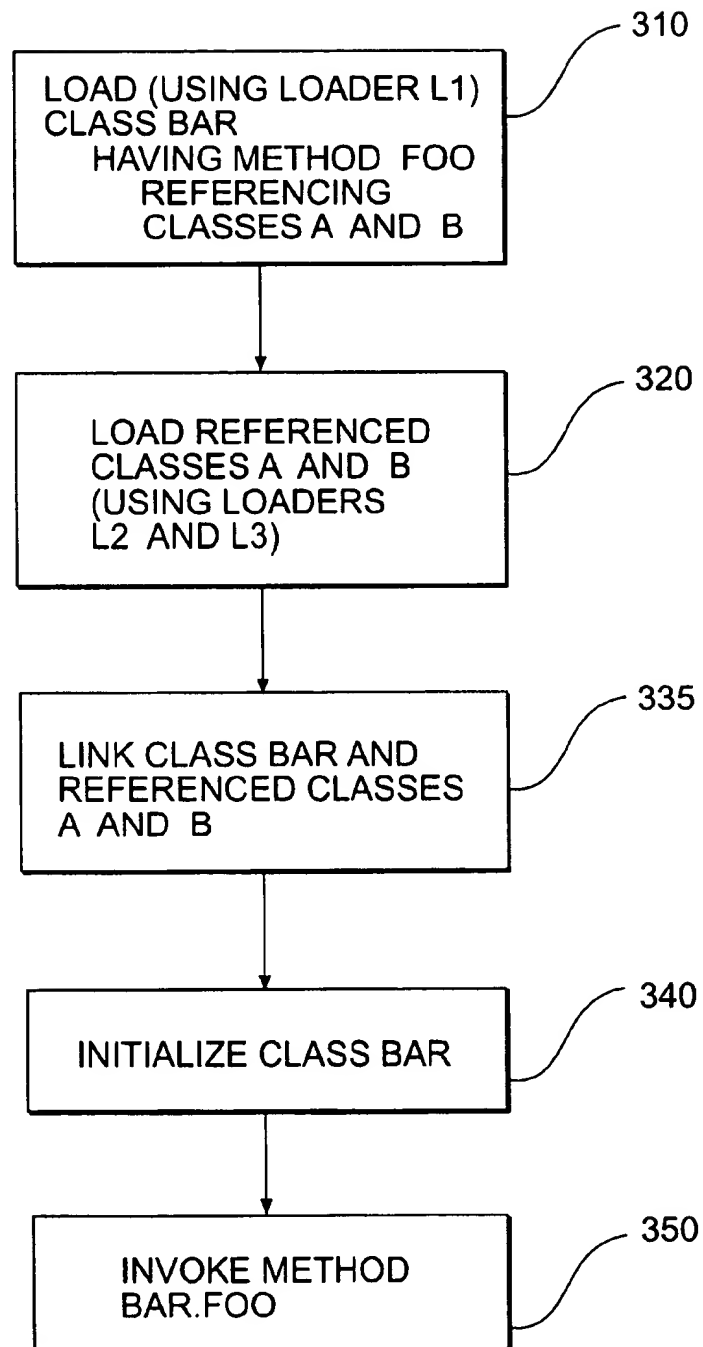 310
LOAD (USING LOADER L1)
CLASS BAR
HAVING METHOD FOO
REFERENCING
CLASSES A AND B
320
LOAD REFERENCED
CLASSES A AND B
(USING LOADERS
L2 AND L3)
335
LINK CLASS BAR AND
REFERENCED CLASSES
A AND B
340
INITIALIZE CLASS BAR
350
INVOKE METHOD
BAR.FOO